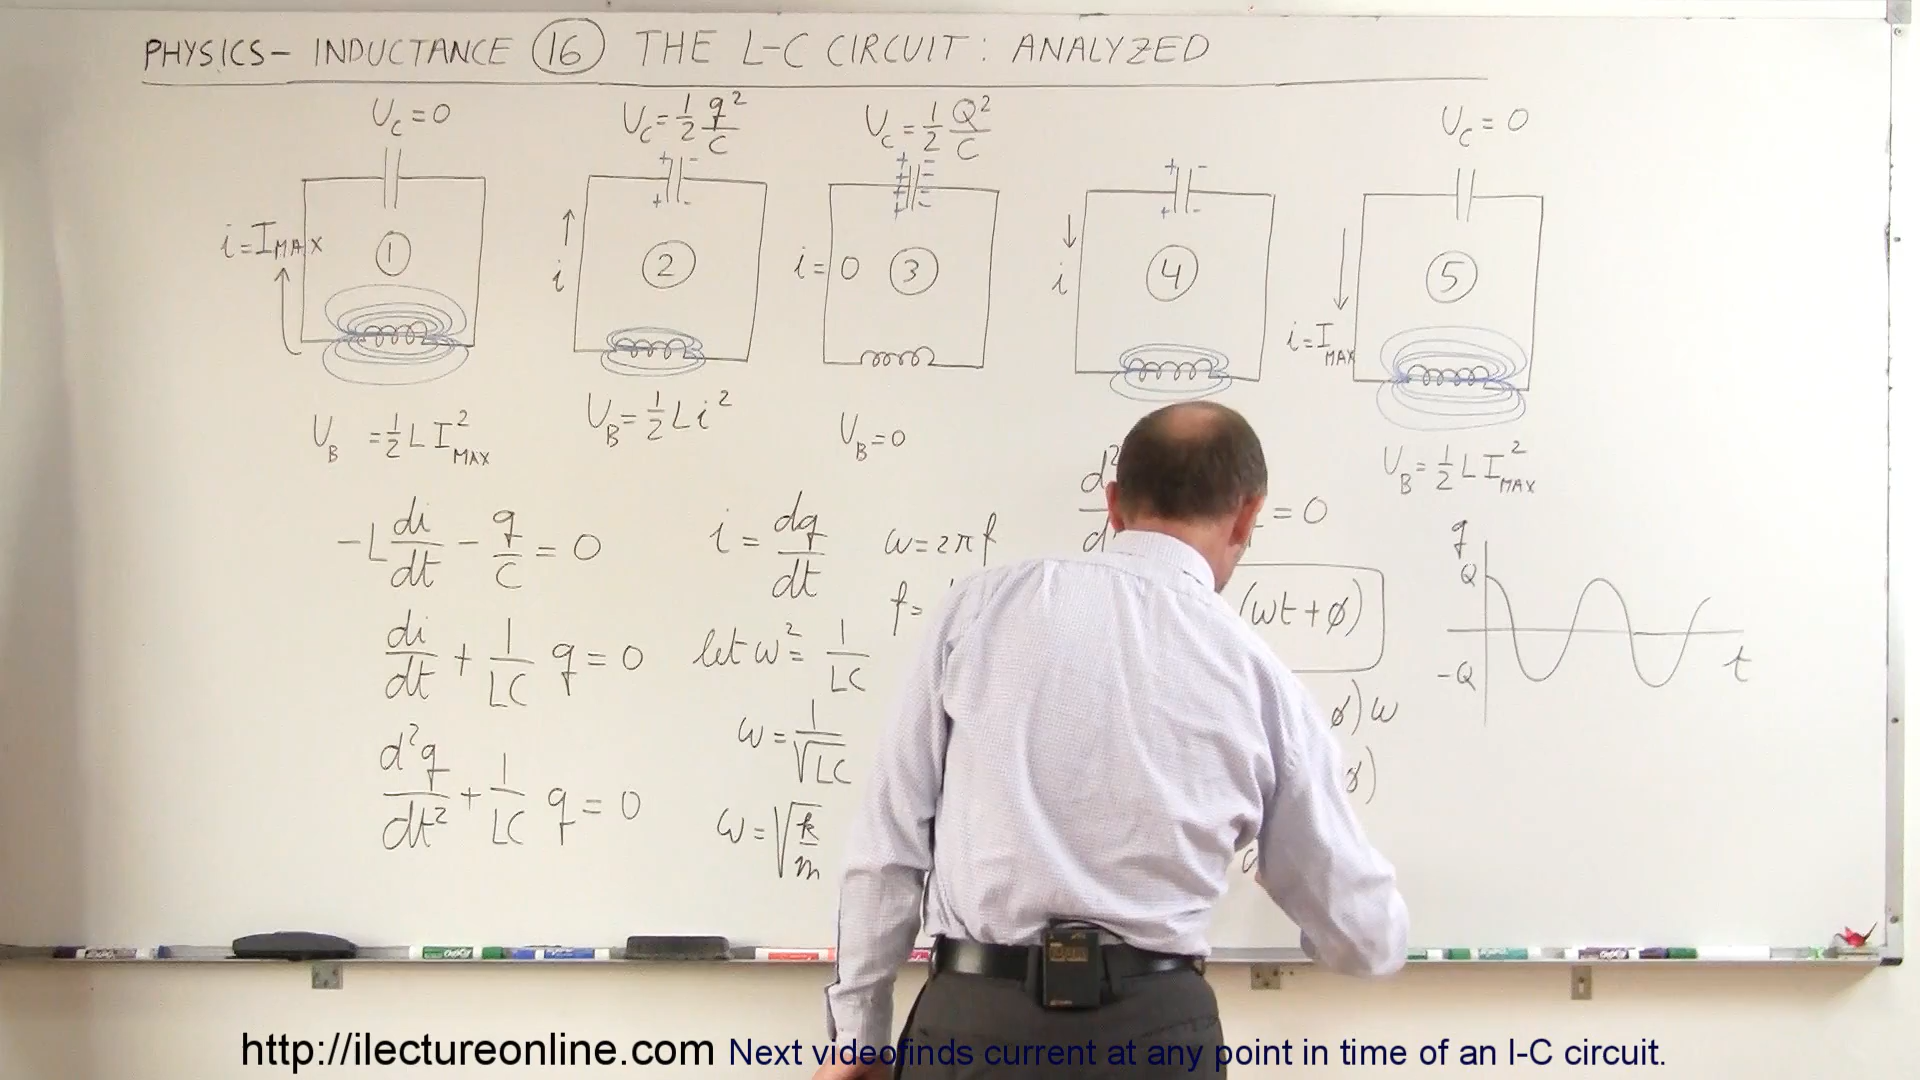 PHYSICS- INDUCTANCE 16 THE L-C CIRCUIT: ANALYZED
U_C = 0
U_C = 1/2 q²/C
U_C = 1/2 Q²/C
U_C = 0
i = I_MAX
1
i
2
i = 0
3
i
4
i = I_MAX
5
U_B = 1/2 L I²_MAX
U_B = 1/2 L i²
U_B = 0
U_B = 1/2 L I²_MAX
-L di/dt - q/C = 0
di/dt + 1/LC q = 0
d²q/dt² + 1/LC q = 0
i = dq/dt
let ω² = 1/LC
ω = 1/√LC
ω = √k/m
ω = 2πf
f =
d²
d
= 0
(ωt + ø)
ø) ω
ø)
q
Q
-Q
t
http://ilectureonline.com Next videofinds current at any point in time of an l-C circuit.